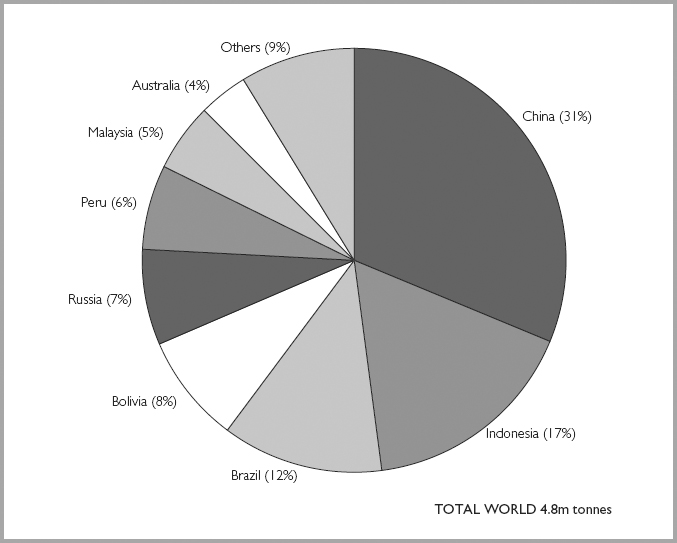 Others (9%)
Australia (4%)
China (31%)
Malaysia (5%)
Peru (6%)
Russia (7%)
Bolivia (8%)
Indonesia (17%)
Brazil (12%)
TOTAL WORLD 4.8m tonnes